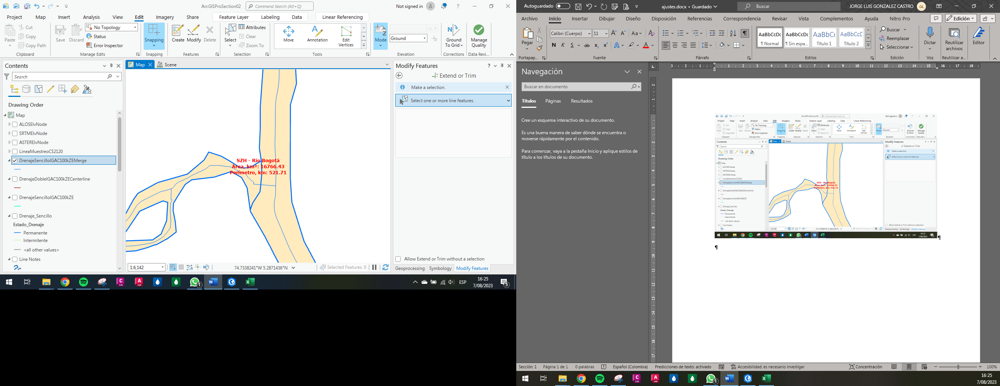 ArcGISProSection02
Command Search (Alt+Q)
Not signed in
Project Map Insert Analysis View Edit Imagery Share Feature Layer Labeling Data Linear Referencing
Paste
Cut
Copy
Copy Path
Clipboard
Save
Discard
No Topology
Status
Error Inspector
Manage Edits
Snapping
Snapping
Create
Modify
Delete
Features
Select
Attributes
Clear
Zoom To
Selection
Move
Annotation
Edit
Vertices
Tools
Mode
m
Ground
Elevation
Ground
To Grid
Corrections
Manage
Quality
Data Revi...
Contents
Search
Drawing Order
Map
ALOSElvNode
SRTMElvNode
ASTERElvNode
LineaMuestreoCS2120
DrenajeSencilloIGAC100kZEMerge
DrenajeDobleIGAC100kZECenterline
DrenajeSencilloIGAC100kZE
Drenaje_Sencillo
Estado_Drenaje
Permanente
Intermitente
<all other values>
Line Notes
Map
Scene
SZH - Río Bogotá
Area, km²: 16766.43
Perímetro, km: 521.71
1:6,142
74.7338241°W 5.2871436°N
Selected Features: 0
Modify Features
Extend or Trim
Make a selection.
Select one or more line features.
Allow Extend or Trim without a selection
Geoprocessing Symbology Modify Features
ESP
16:25
7/08/2023
5
Autoguardado
ajustes.docx • Guardado
Buscar
JORGE LUIS GONZALEZ CASTRO
GL
Archivo Inicio Insertar Dibujar Diseño Disposición Referencias Correspondencia Revisar Vista Complementos Ayuda Nitro Pro
Edición
Pegar
Portapap...
Calibri (Cuerpo)
11
Aa
N K S ab x₂ x²
Fuente
Párrafo
AaBbCcDc
¶ Normal
AaBbCcDc
¶ Sin espa...
AaBbCc
Título 1
AaBbCcD
Título 2
Estilos
Buscar
Reemplazar
Seleccionar
Edición
Dictar
Voz
Reutilizar
archivos
Reutilizar a...
Editor
Navegación
Buscar en documento
Títulos Páginas Resultados
Cree un esquema interactivo de su documento.
Es una buena manera de saber dónde se encuentra o
moverse rápidamente por el contenido.
Para comenzar, vaya a la pestaña Inicio y aplique estilos de
título a los títulos de su documento.
Sección: 1 Página 1 de 1 0 palabras Español (Colombia) Predicciones de texto: activado Accesibilidad: es necesario investigar
Concentración
100%
16:25
7/08/2023